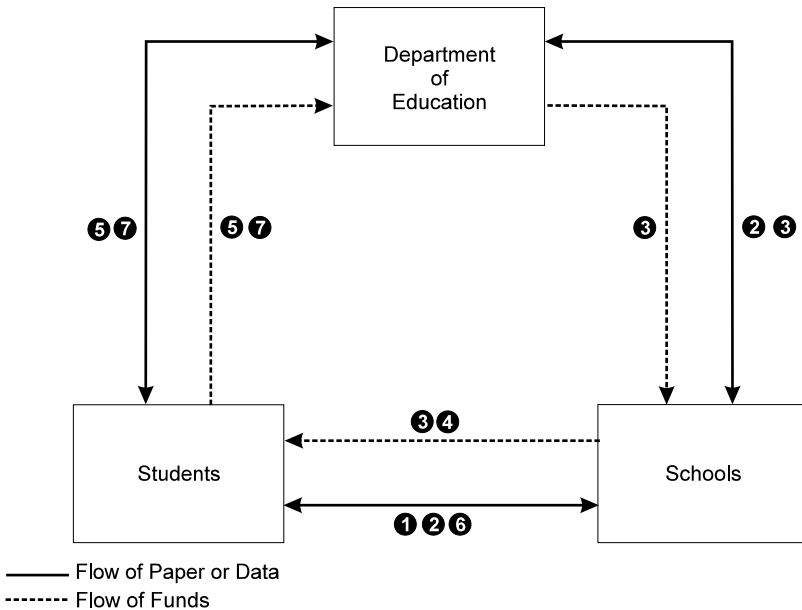 Department
of
Education
5 7
5 7
3
2 3
3 4
Students
Schools
1 2 6
Flow of Paper or Data
Flow of Funds